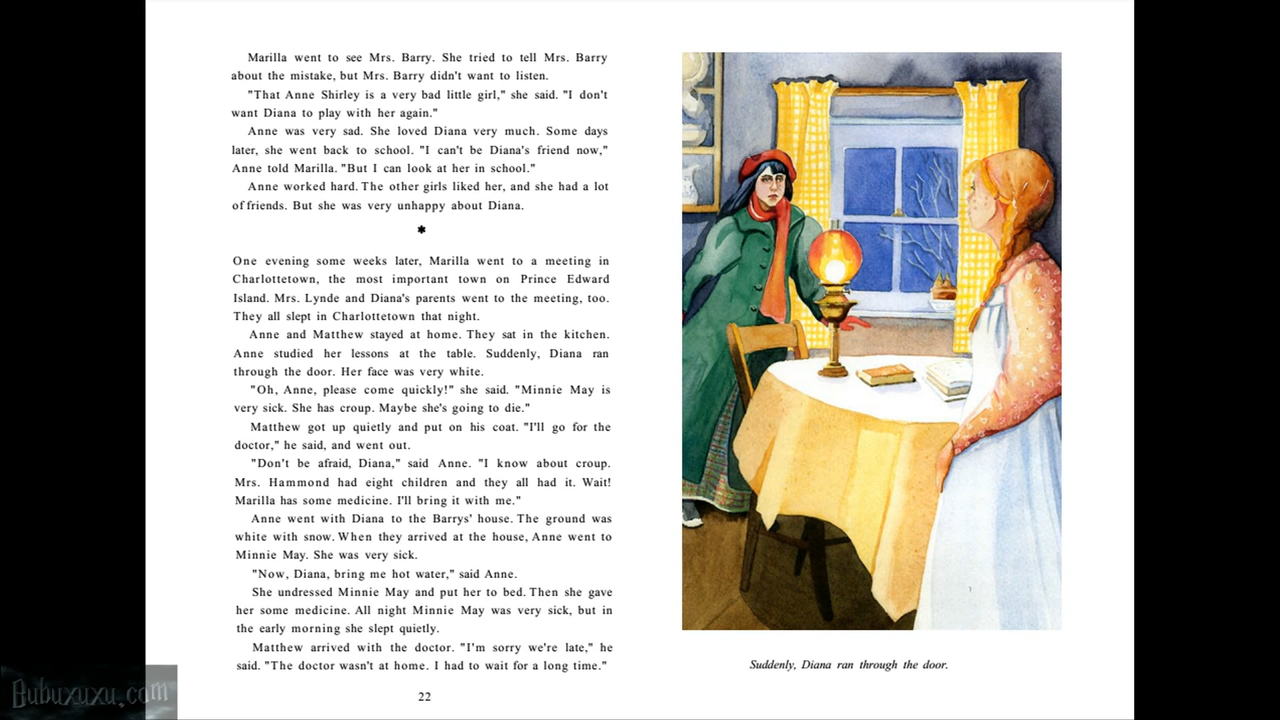 Marilla went to see Mrs. Barry. She tried to tell Mrs. Barry
about the mistake, but Mrs. Barry didn't want to listen.
"That Anne Shirley is a very bad little girl," she said. "I don't
want Diana to play with her again."
Anne was very sad. She loved Diana very much. Some days
later, she went back to school. "I can't be Diana's friend now,"
Anne told Marilla. "But I can look at her in school."
Anne worked hard. The other girls liked her, and she had a lot
of friends. But she was very unhappy about Diana.
*
One evening some weeks later, Marilla went to a meeting in
Charlottetown, the most important town on Prince Edward
Island. Mrs. Lynde and Diana's parents went to the meeting, too.
They all slept in Charlottetown that night.
Anne and Matthew stayed at home. They sat in the kitchen.
Anne studied her lessons at the table. Suddenly, Diana ran
through the door. Her face was very white.
"Oh, Anne, please come quickly!" she said. "Minnie May is
very sick. She has croup. Maybe she's going to die."
Matthew got up quietly and put on his coat. "I'll go for the
doctor," he said, and went out.
"Don't be afraid, Diana," said Anne. "I know about croup.
Mrs. Hammond had eight children and they all had it. Wait!
Marilla has some medicine. I'll bring it with me."
Anne went with Diana to the Barrys' house. The ground was
white with snow. When they arrived at the house, Anne went to
Minnie May. She was very sick.
"Now, Diana, bring me hot water," said Anne.
She undressed Minnie May and put her to bed. Then she gave
her some medicine. All night Minnie May was very sick, but in
the early morning she slept quietly.
Matthew arrived with the doctor. "I'm sorry we're late," he
said. "The doctor wasn't at home. I had to wait for a long time."
22
Suddenly, Diana ran through the door.
Bubuxuxu.com